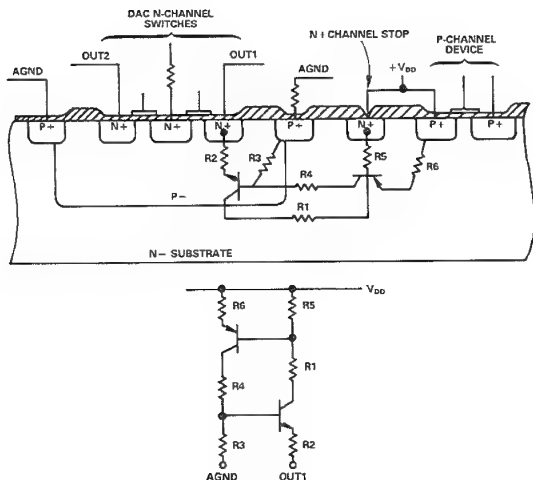 DAC N-CHANNEL
SWITCHES
N+ CHANNEL STOP
P-CHANNEL
DEVICE
OUT2
OUT1
+VDD
AGND
AGND
P+
N+
N+
N+
P+
N+
P+
P+
R2
R3
R5
R4
R6
P-
R1
N- SUBSTRATE
VDD
R6
R5
R1
R4
R3
R2
AGND
OUT1